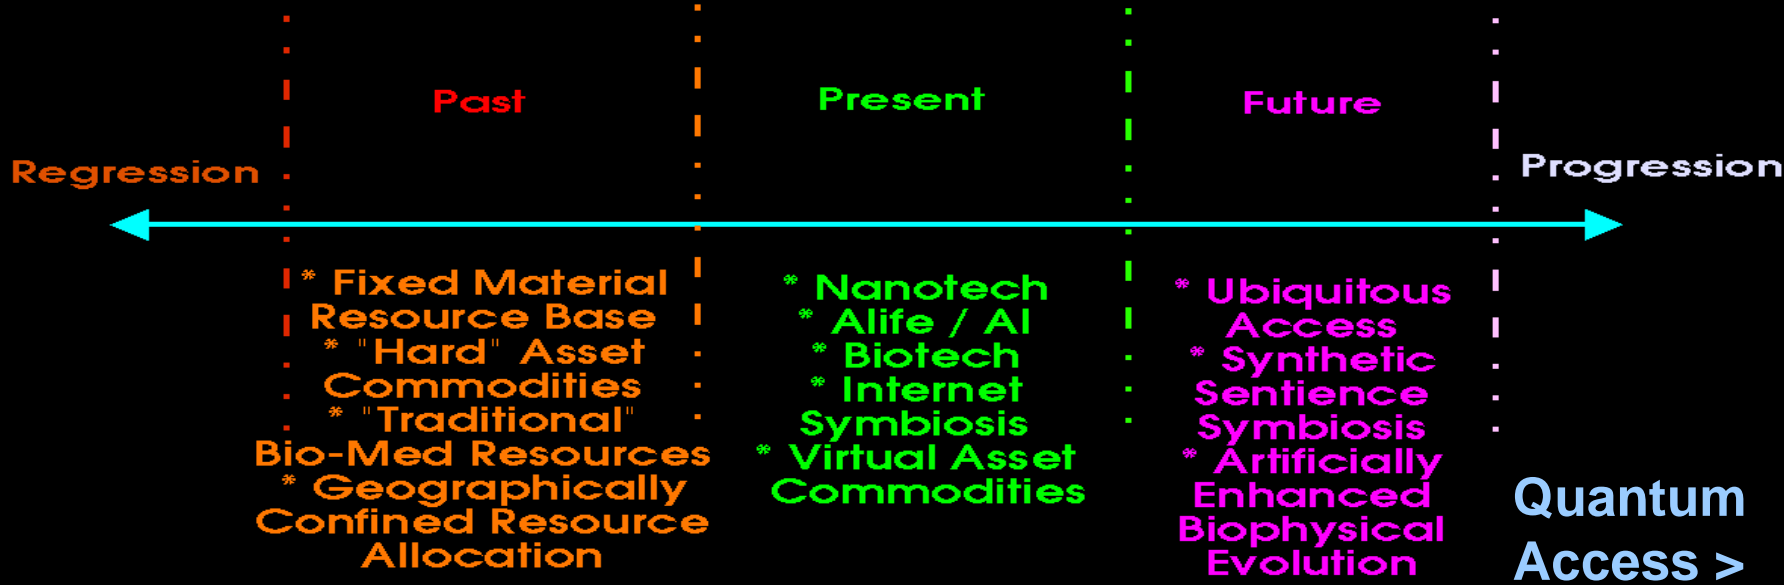 Past
Present
Future
Regression
Progression
* Fixed Material
Resource Base
* "Hard" Asset
Commodities
* "Traditional"
Bio-Med Resources
* Geographically
Confined Resource
Allocation
* Nanotech
* Alife / AI
* Biotech
* Internet
Symbiosis
* Virtual Asset
Commodities
* Ubiquitous
Access
* Synthetic
Sentience
Symbiosis
* Artificially
Enhanced
Biophysical
Evolution
Quantum
Access >